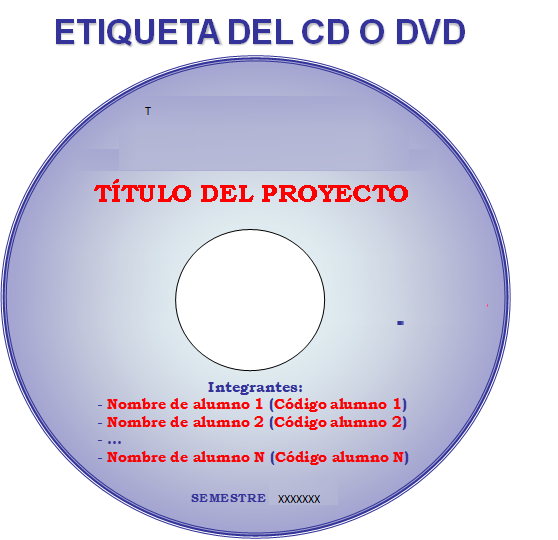 ETIQUETA DEL CD O DVD
T
TÍTULO DEL PROYECTO
Integrantes:
- Nombre de alumno 1 (Código alumno 1)
- Nombre de alumno 2 (Código alumno 2)
- ...
- Nombre de alumno N (Código alumno N)
SEMESTRE XXXXXXX